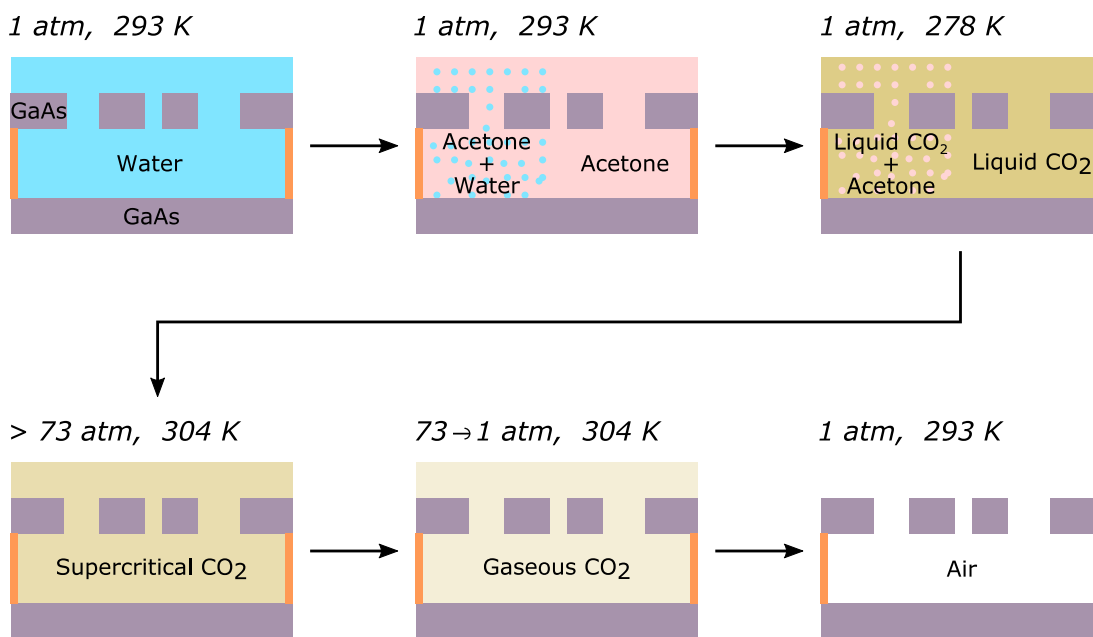 1 atm, 293 K
1 atm, 293 K
1 atm, 278 K
GaAs
Water
GaAs
Acetone
+
Water
Acetone
Liquid CO₂
+
Acetone
Liquid CO₂
> 73 atm, 304 K
73→1 atm, 304 K
1 atm, 293 K
Supercritical CO₂
Gaseous CO₂
Air